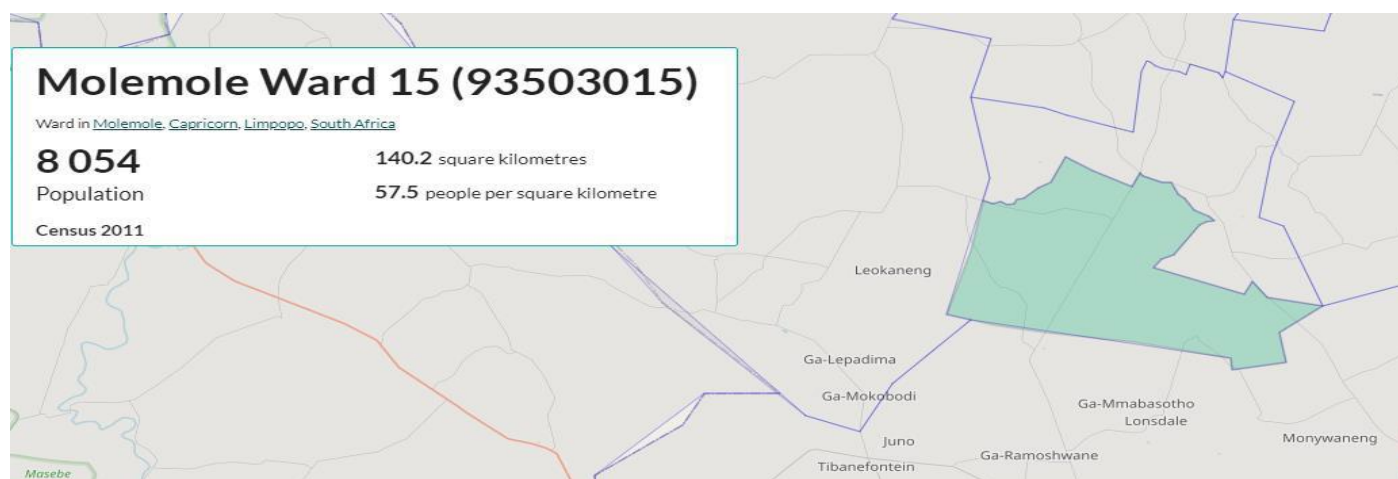 Molemole Ward 15 (93503015)
Ward in Molemole, Capricorn, Limpopo, South Africa
8 054
140.2 square kilometres
Population
57.5 people per square kilometre
Census 2011
Leokaneng
Ga-Lepadima
Ga-Mokobodi
Ga-Mmabasotho
Lonsdale
Juno
Monywaneng
Ga-Ramoshwane
Tibanefontein
Masebe